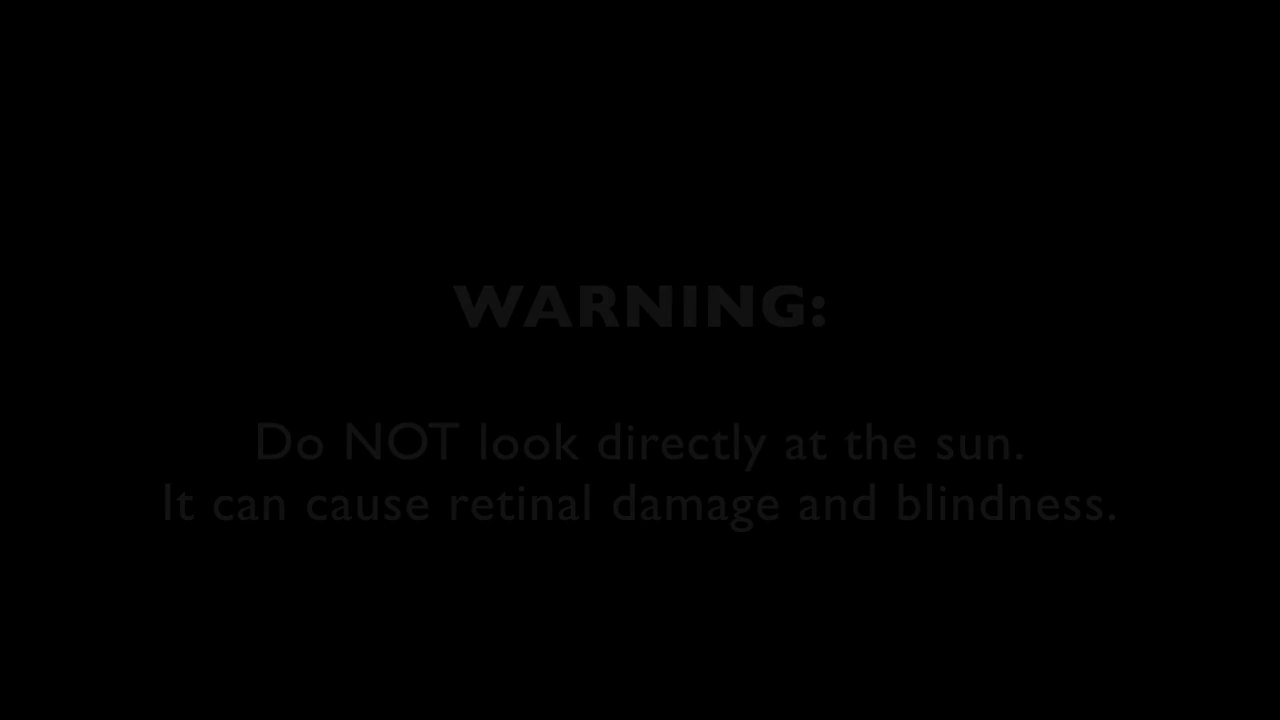 WARNING:
Do NOT look directly at the sun.
It can cause retinal damage and blindness.